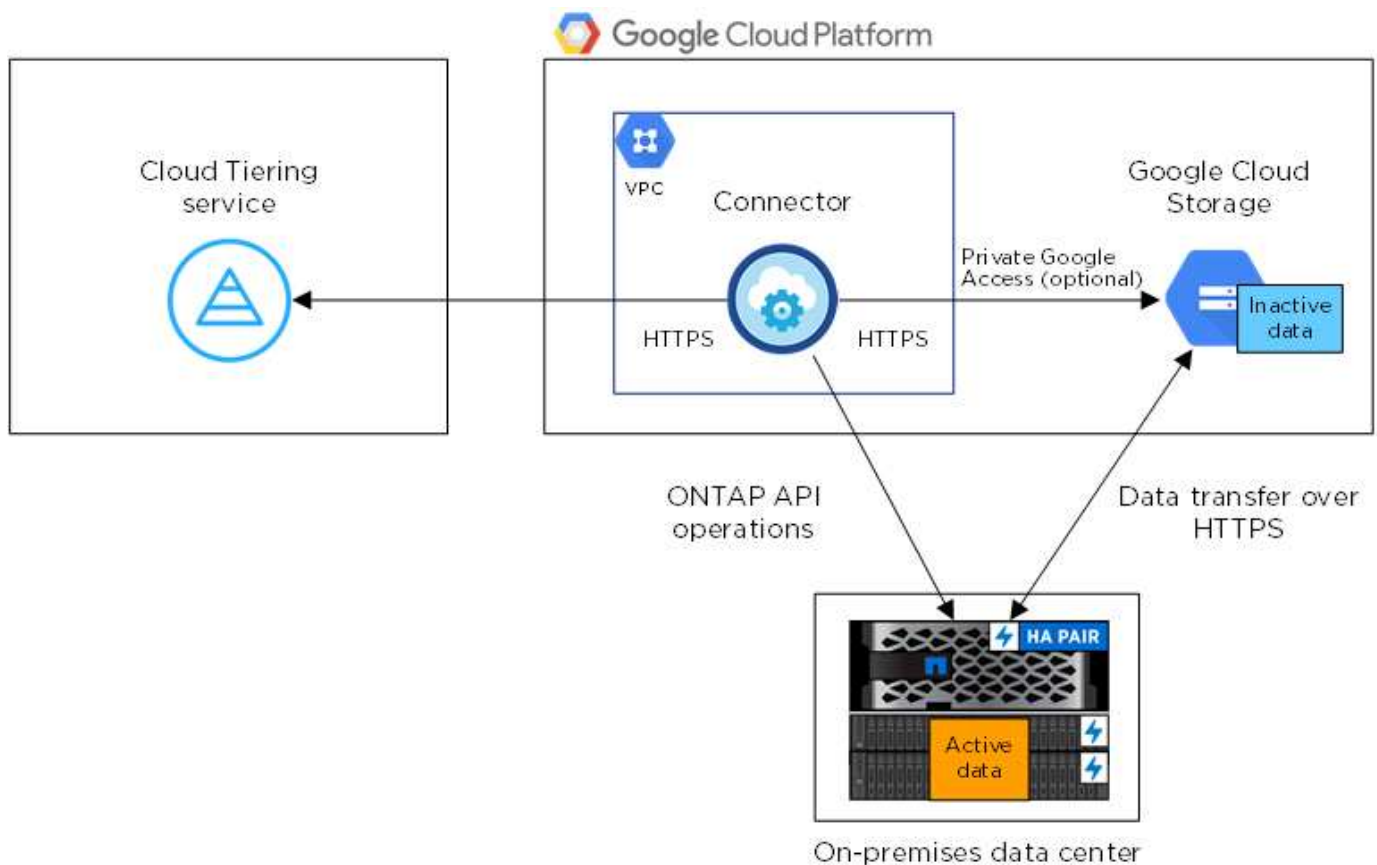 Google Cloud Platform
Cloud Tiering
service
VPC
Connector
Google Cloud
Storage
Private Google
Access (optional)
HTTPS
HTTPS
Inactive
data
ONTAP API
operations
Data transfer over
HTTPS
HA PAIR
Active
data
On-premises data center